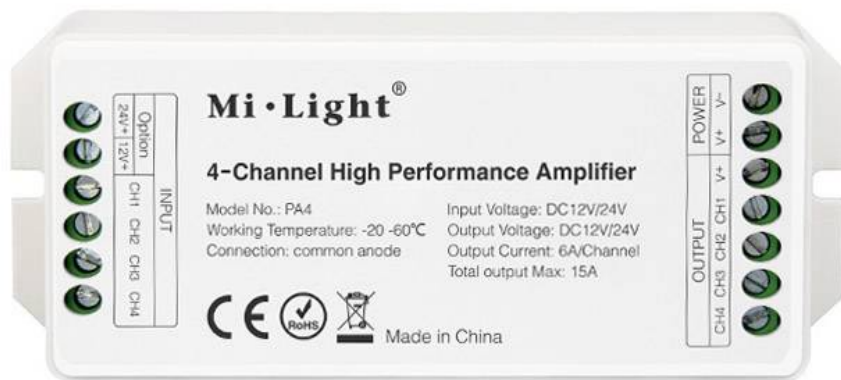 Mi·Light®
4-Channel High Performance Amplifier
Model No.: PA4
Working Temperature: -20 -60℃
Connection: common anode
Input Voltage: DC12V/24V
Output Voltage: DC12V/24V
Output Current: 6A/Channel
Total output Max: 15A
CE
RoHS
Made in China
Option
24V+
12V+
INPUT
CH1
CH2
CH3
CH4
POWER
V-
V+
OUTPUT
V+
CH1
CH2
CH3
CH4